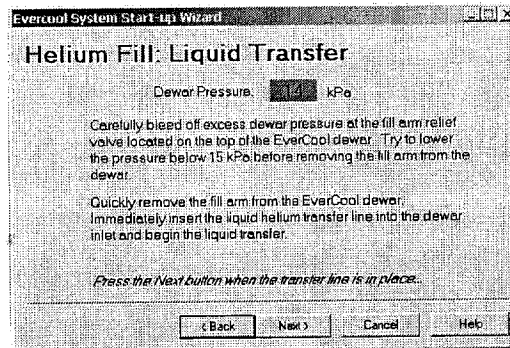 Evercool System Start-up Wizard
Helium Fill: Liquid Transfer
Dewar Pressure: 14 kPa
Carefully bleed off excess dewar pressure at the fill arm relief
valve located on the top of the EverCool dewar. Try to lower
the pressure below 15 kPa before removing the fill arm from the
dewar.
Quickly remove the fill arm from the EverCool dewar.
Immediately insert the liquid helium transfer line into the dewar
inlet and begin the liquid transfer.
Press the Next button when the transfer line is in place...
< Back Next > Cancel Help